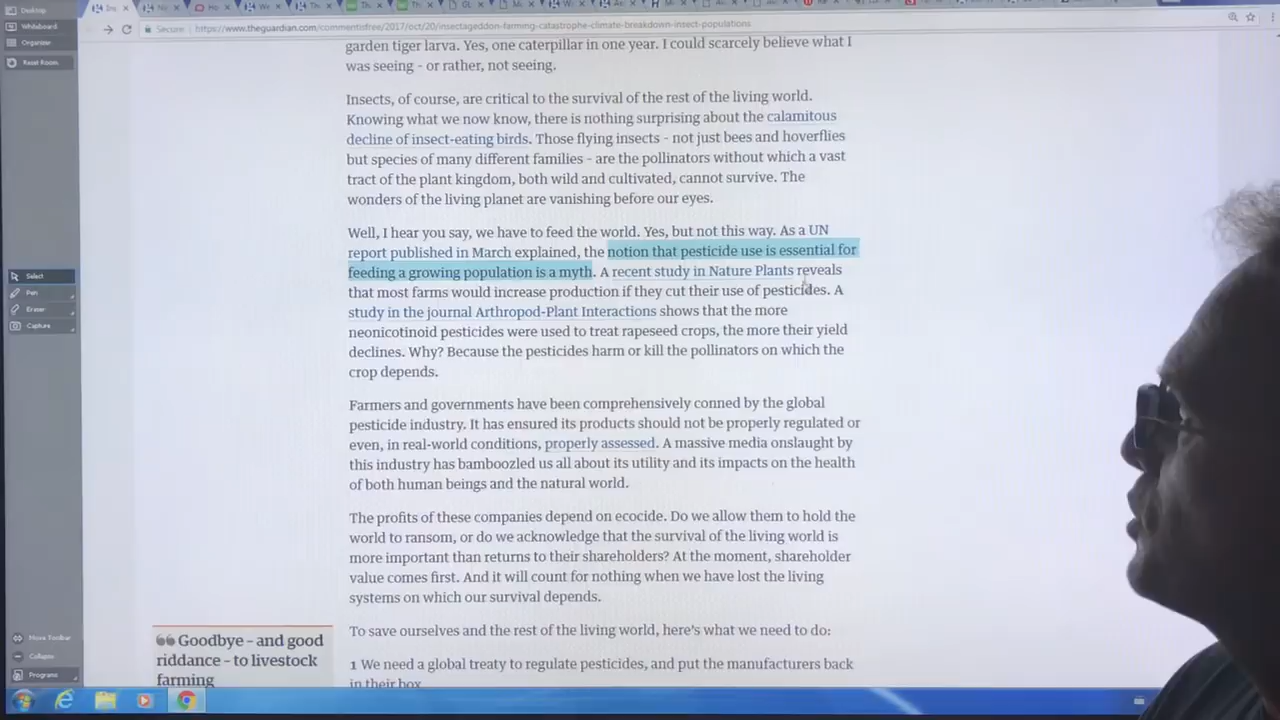 Desktop
Whiteboard
Organiser
Reset Room
Select
Pen
Eraser
Capture
Move Toolbar
Collapse
Programs
Secure
https://www.theguardian.com/commentisfree/2017/oct/20/insectageddon-farming-catastrophe-climate-breakdown-insect-populations
garden tiger larva. Yes, one caterpillar in one year. I could scarcely believe what I
was seeing - or rather, not seeing.
Insects, of course, are critical to the survival of the rest of the living world.
Knowing what we now know, there is nothing surprising about the calamitous
decline of insect-eating birds. Those flying insects - not just bees and hoverflies
but species of many different families - are the pollinators without which a vast
tract of the plant kingdom, both wild and cultivated, cannot survive. The
wonders of the living planet are vanishing before our eyes.
Well, I hear you say, we have to feed the world. Yes, but not this way. As a UN
report published in March explained, the notion that pesticide use is essential for
feeding a growing population is a myth. A recent study in Nature Plants reveals
that most farms would increase production if they cut their use of pesticides. A
study in the journal Arthropod-Plant Interactions shows that the more
neonicotinoid pesticides were used to treat rapeseed crops, the more their yield
declines. Why? Because the pesticides harm or kill the pollinators on which the
crop depends.
Farmers and governments have been comprehensively conned by the global
pesticide industry. It has ensured its products should not be properly regulated or
even, in real-world conditions, properly assessed. A massive media onslaught by
this industry has bamboozled us all about its utility and its impacts on the health
of both human beings and the natural world.
The profits of these companies depend on ecocide. Do we allow them to hold the
world to ransom, or do we acknowledge that the survival of the living world is
more important than returns to their shareholders? At the moment, shareholder
value comes first. And it will count for nothing when we have lost the living
systems on which our survival depends.
To save ourselves and the rest of the living world, here's what we need to do:
1 We need a global treaty to regulate pesticides, and put the manufacturers back
in their box
Goodbye - and good
riddance - to livestock
farming